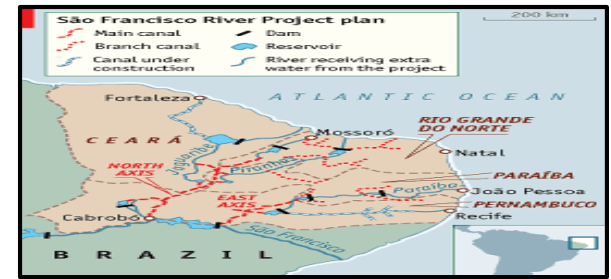 São Francisco River Project plan
Main canal
Branch canal
Canal under
construction
Dam
Reservoir
River receiving extra
water from the project
200 km
Fortaleza
ATLANTIC OCEAN
CEARÁ
Mossoró
RIO GRANDE
DO NORTE
Jaguaribe
Piranhas
Natal
NORTH
AXIS
PARAÍBA
Paraíba
João Pessoa
EAST
AXIS
PERNAMBUCO
Cabrobó
Recife
São Francisco
BRAZIL